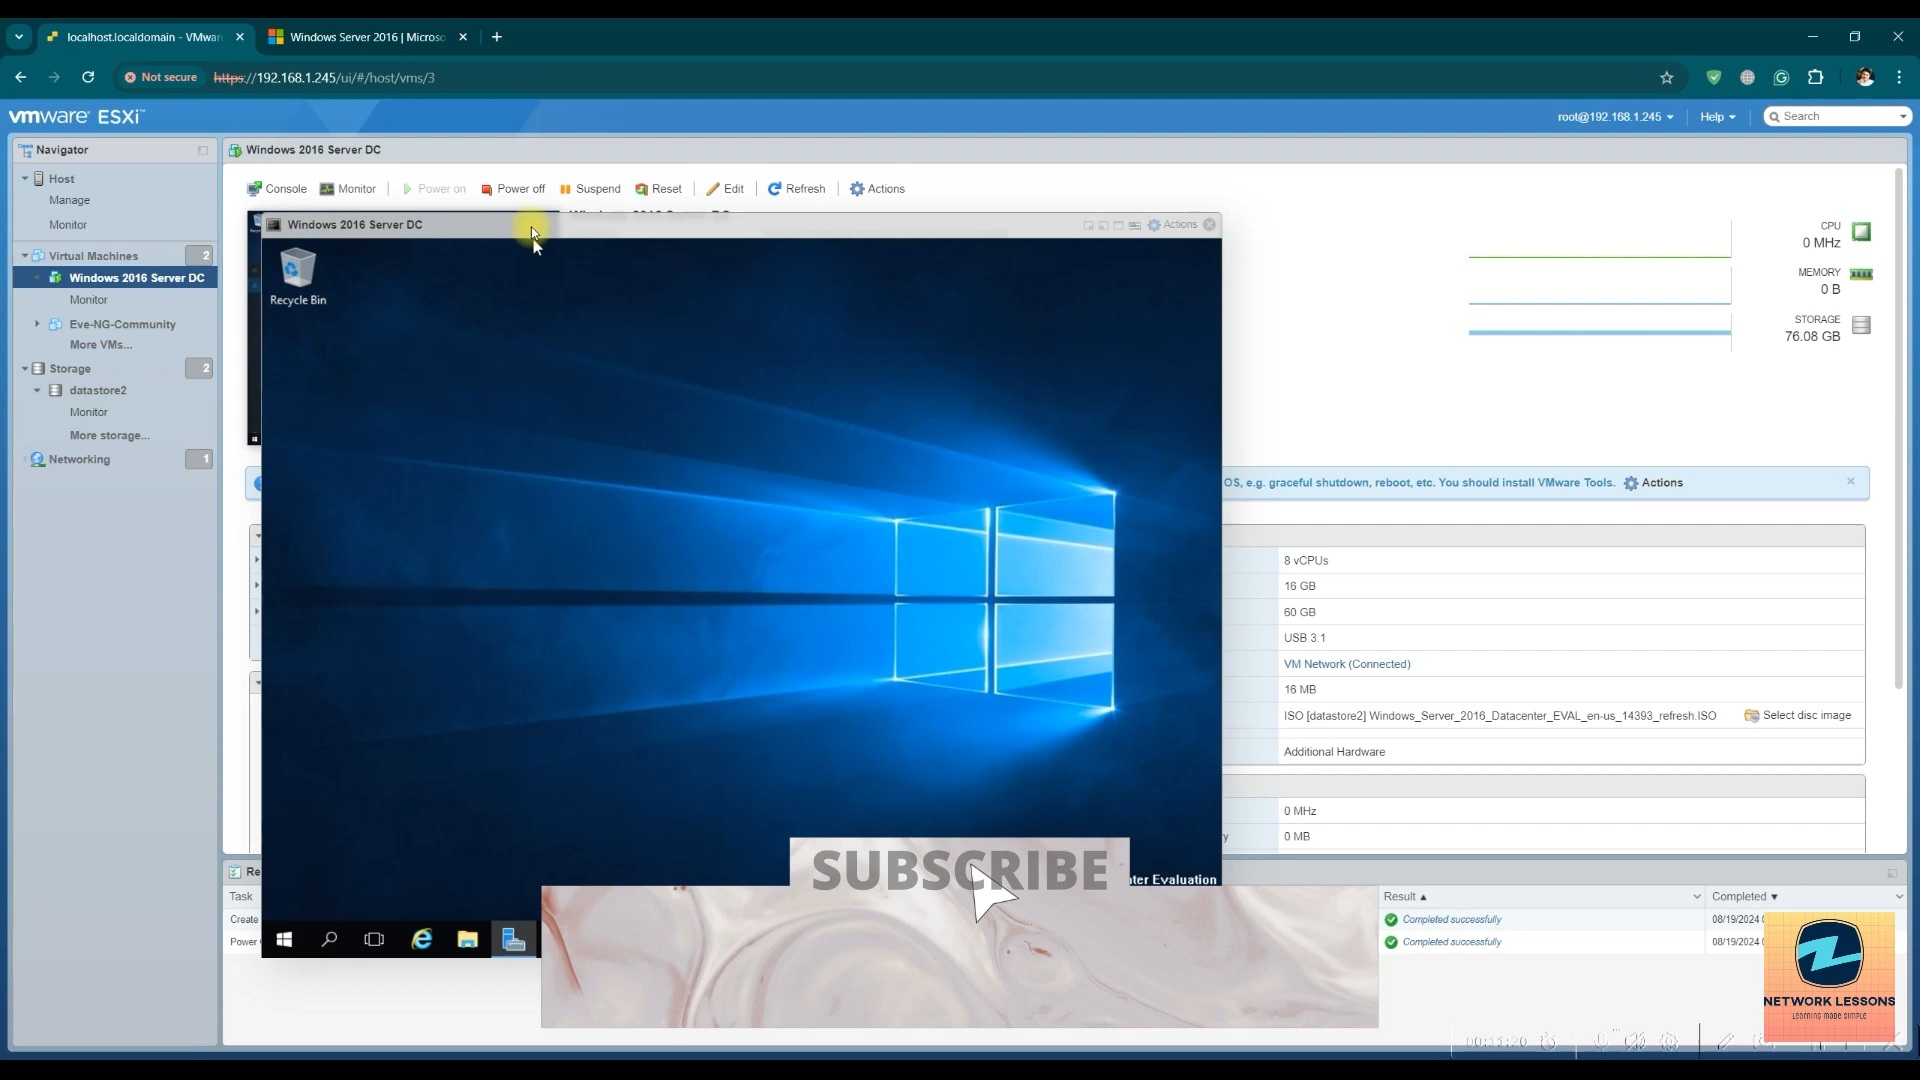 localhost.localdomain - VMwar
Windows Server 2016 | Microso
Not secure
https://192.168.1.245/ui/#/host/vms/3
vmware ESXi™
root@192.168.1.245
Help
Search
Navigator
Host
Manage
Monitor
Virtual Machines
2
Windows 2016 Server DC
Monitor
Eve-NG-Community
More VMs...
Storage
2
datastore2
Monitor
More storage...
Networking
1
Windows 2016 Server DC
Console
Monitor
Power on
Power off
Suspend
Reset
Edit
Refresh
Actions
Windows 2016 Server DC
Actions
Recycle Bin
CPU
0 MHz
MEMORY
0 B
STORAGE
76.08 GB
OS, e.g. graceful shutdown, reboot, etc. You should install VMware Tools.
Actions
8 vCPUs
16 GB
60 GB
USB 3.1
VM Network (Connected)
16 MB
ISO [datastore2] Windows_Server_2016_Datacenter_EVAL_en-us_14393_refresh.ISO
Select disc image
Additional Hardware
0 MHz
y
0 MB
SUBSCRIBE
ter Evaluation
Re
Task
Result
Completed
Create
Completed successfully
08/19/2024
Power
Completed successfully
08/19/2024
NETWORK LESSONS
LEARNING MADE SIMPLE